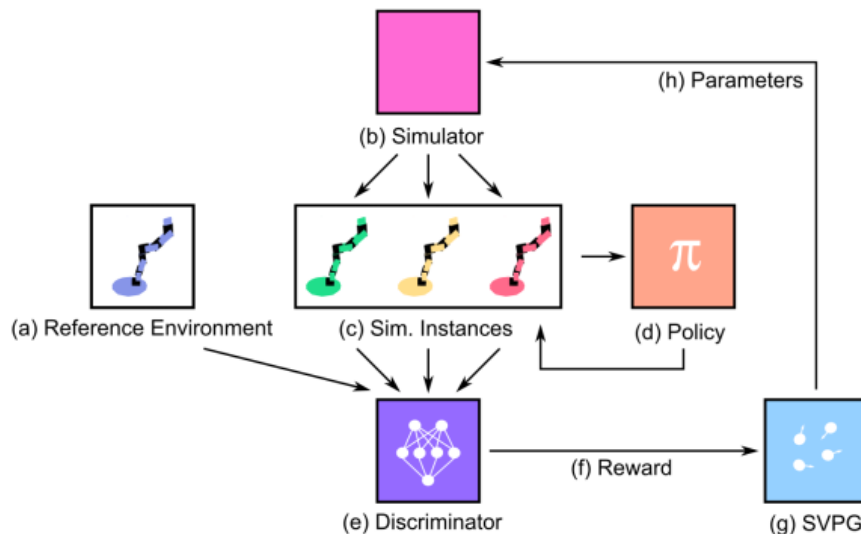 (h) Parameters
(b) Simulator
π
(a) Reference Environment
(c) Sim. Instances
(d) Policy
(f) Reward
(e) Discriminator
(g) SVPG